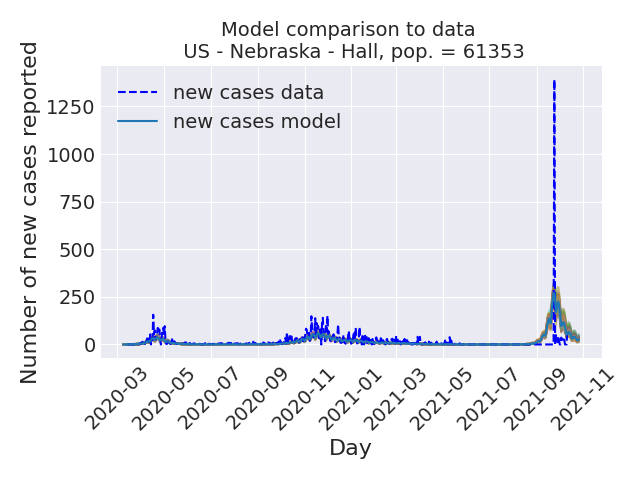 Model comparison to data
US - Nebraska - Hall, pop. = 61353
Number of new cases reported
new cases data
new cases model
1250
1000
750
500
250
0
2020-03
2020-05
2020-07
2020-09
2020-11
2021-01
2021-03
2021-05
2021-07
2021-09
2021-11
Day